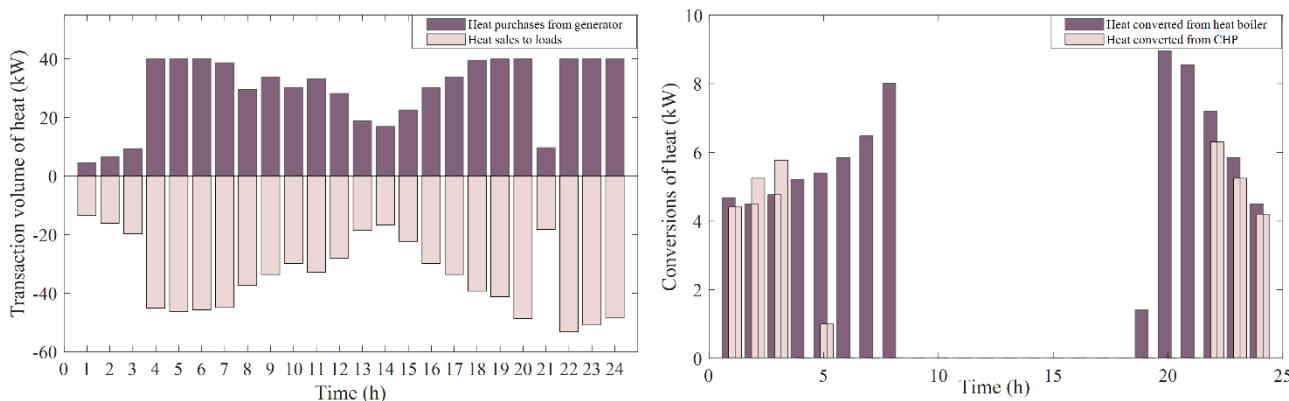 Heat purchases from generator
Heat sales to loads
Transaction volume of heat (kW)
40
20
0
-20
-40
-60
0 1 2 3 4 5 6 7 8 9 10 11 12 13 14 15 16 17 18 19 20 21 22 23 24
Time (h)
Heat converted from heat boiler
Heat converted from CHP
Conversions of heat (kW)
10
8
6
4
2
0
0 5 10 15 20 25
Time (h)